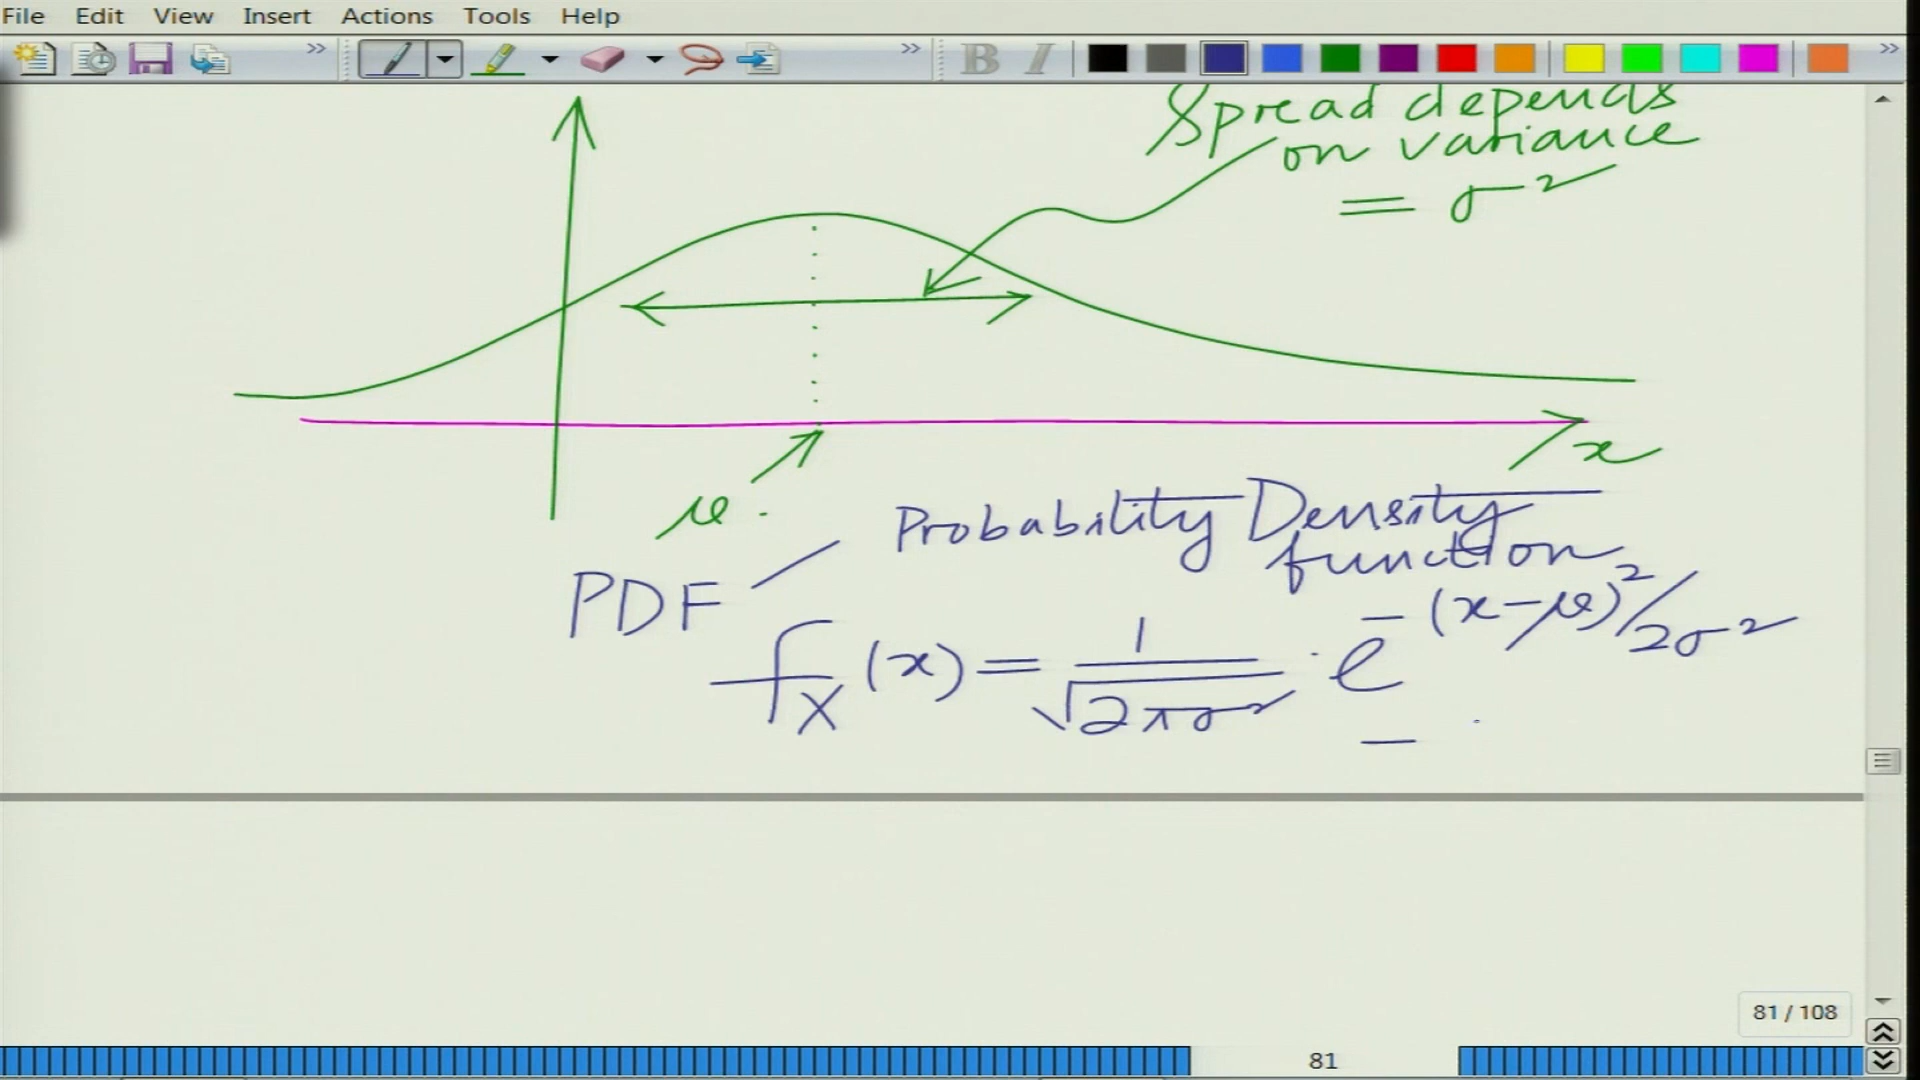 File Edit View Insert Actions Tools Help
B I
Spread depends
on variance
= σ²
x
μ
Probability Density
function
PDF
f_X(x) = 1/√(2πσ²) · e^(-(x-μ)²/2σ²)
81 / 108
81